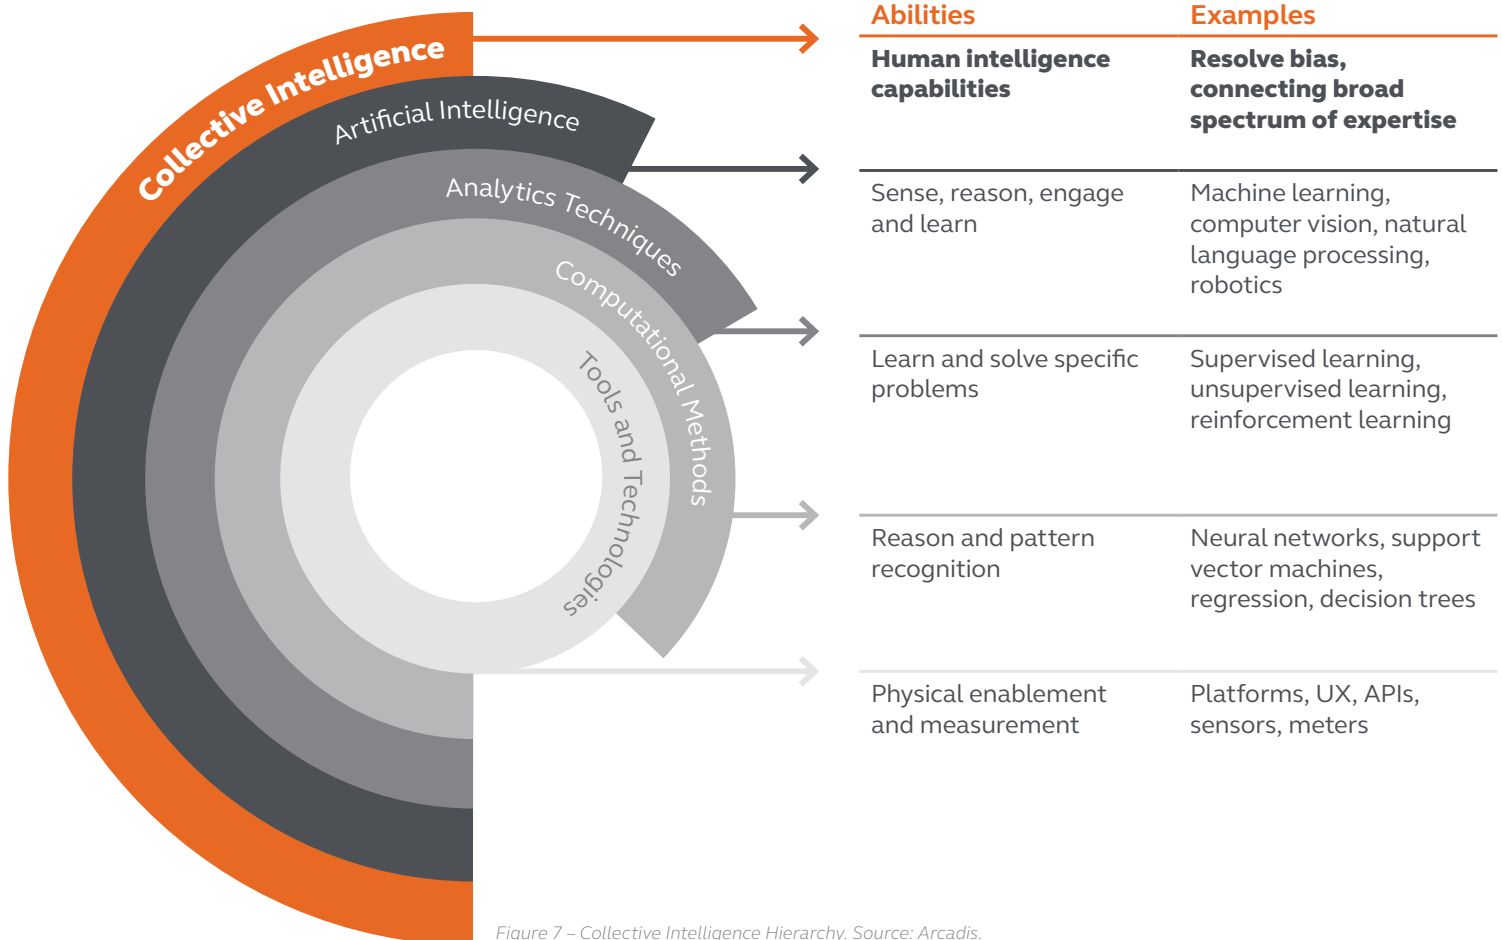 Collective Intelligence
Artificial Intelligence
Analytics Techniques
Computational Methods
Tools and Technologies
Abilities
Examples
Human intelligence
capabilities
Resolve bias,
connecting broad
spectrum of expertise
Sense, reason, engage
and learn
Machine learning,
computer vision, natural
language processing,
robotics
Learn and solve specific
problems
Supervised learning,
unsupervised learning,
reinforcement learning
Reason and pattern
recognition
Neural networks, support
vector machines,
regression, decision trees
Physical enablement
and measurement
Platforms, UX, APIs,
sensors, meters
Figure 7 – Collective Intelligence Hierarchy. Source: Arcadis.